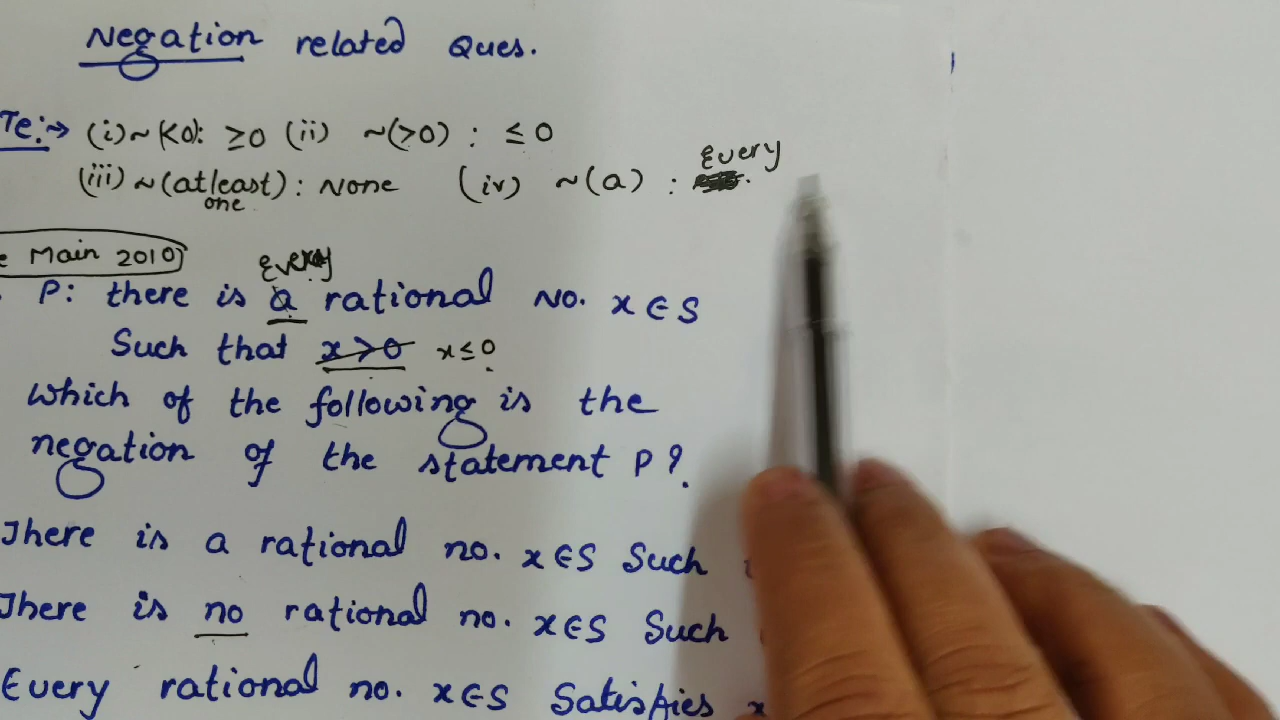 Negation related Ques.
Te:→ (i) ~ (<0): ≥0 (ii) ~(>0) : ≤ 0
Every
(iii) ~ (atleast) : None (iv) ~(a) :
one
e Main 2010
every
P: there is a rational No. x ∈ S
Such that x>0 x ≤ 0
Which of the following is the
negation of the statement P?
There is a rational no. x∈S Such
There is no rational no. x∈S Such
Every rational no. x∈S Satisfies x